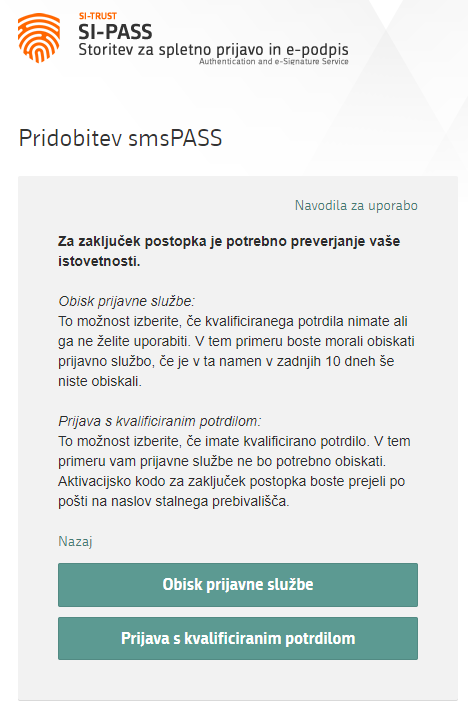 SI-TRUST
SI-PASS
Storitev za spletno prijavo in e-podpis
Authentication and e-Signature Service
Pridobitev smsPASS
Navodila za uporabo
Za zaključek postopka je potrebno preverjanje vaše
istovetnosti.
Obisk prijavne službe:
To možnost izberite, če kvalificiranega potrdila nimate ali
ga ne želite uporabiti. V tem primeru boste morali obiskati
prijavno službo, če je v ta namen v zadnjih 10 dneh še
niste obiskali.
Prijava s kvalificiranim potrdilom:
To možnost izberite, če imate kvalificirano potrdilo. V tem
primeru vam prijavne službe ne bo potrebno obiskati.
Aktivacijsko kodo za zaključek postopka boste prejeli po
pošti na naslov stalnega prebivališča.
Nazaj
Obisk prijavne službe
Prijava s kvalificiranim potrdilom